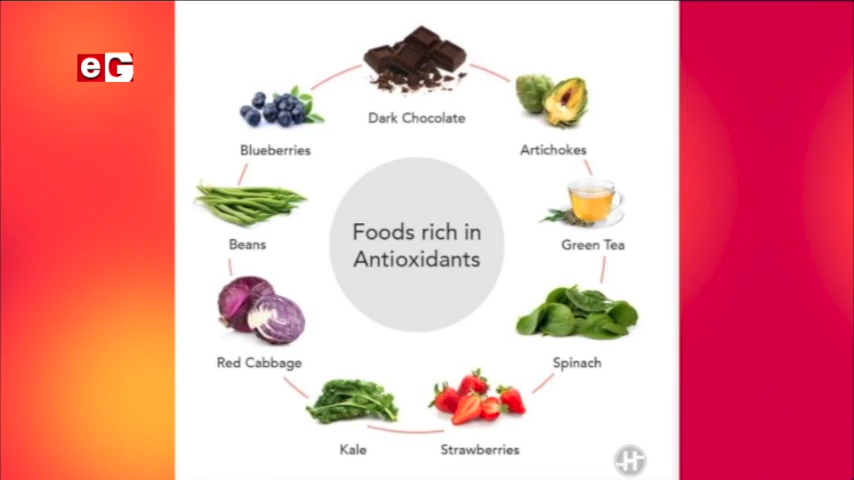 eG
Dark Chocolate
Blueberries
Artichokes
Beans
Foods rich in
Antioxidants
Green Tea
Red Cabbage
Spinach
Kale
Strawberries
H